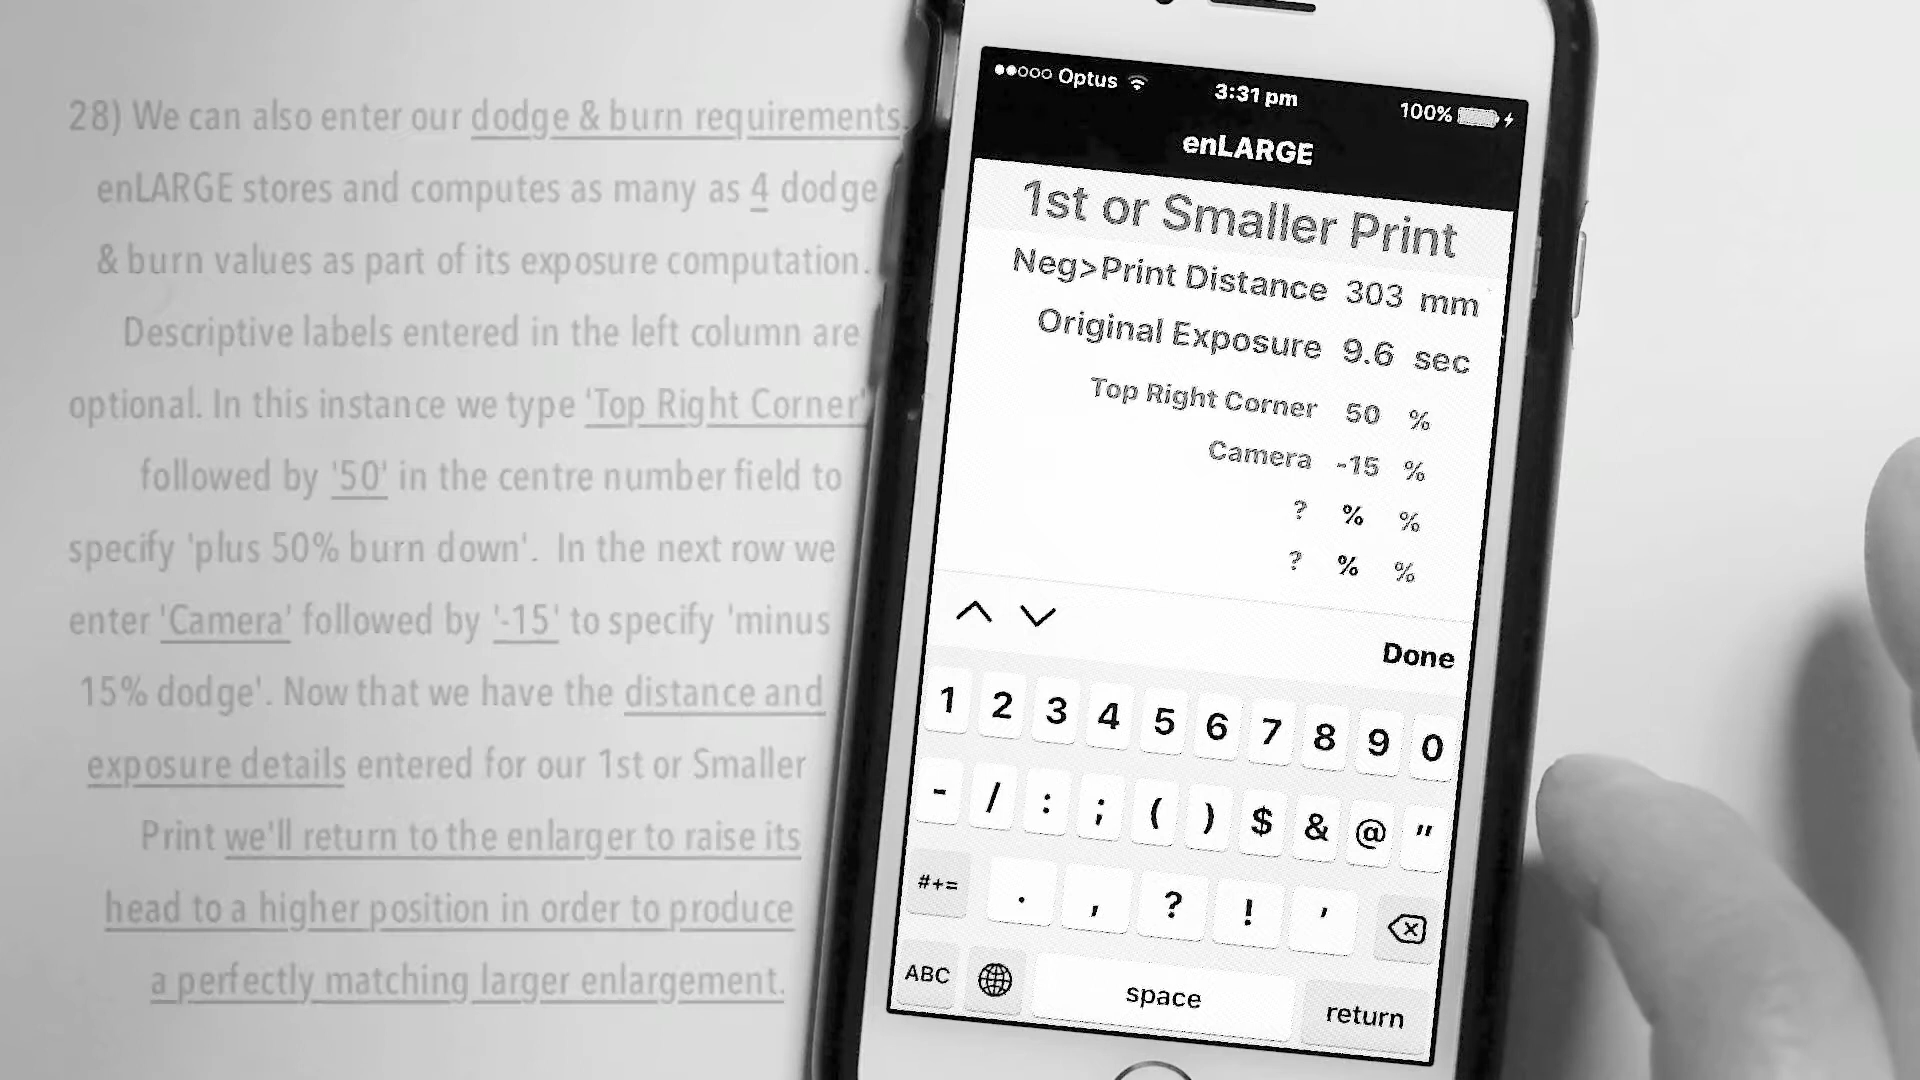 28) We can also enter our dodge & burn requirements.
enLARGE stores and computes as many as 4 dodge
& burn values as part of its exposure computation.
Descriptive labels entered in the left column are
optional. In this instance we type 'Top Right Corner'
followed by '50' in the centre number field to
specify 'plus 50% burn down'. In the next row we
enter 'Camera' followed by '-15' to specify 'minus
15% dodge'. Now that we have the distance and
exposure details entered for our 1st or Smaller
Print we'll return to the enlarger to raise its
head to a higher position in order to produce
a perfectly matching larger enlargement.
Optus 3:31 pm 100%
enLARGE
1st or Smaller Print
Neg>Print Distance 303 mm
Original Exposure 9.6 sec
Top Right Corner 50 %
Camera -15 %
? % %
? % %
Done
1 2 3 4 5 6 7 8 9 0
- / : ; ( ) $ & @ "
#+= . , ? ! '
ABC space return